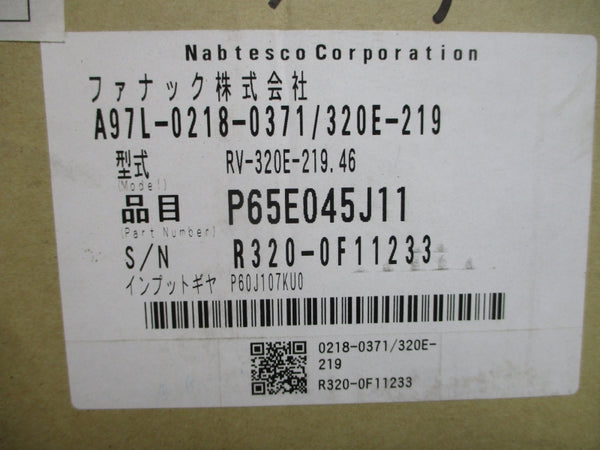 Nabtesco Corporation
ファナック株式会社
A97L-0218-0371/320E-219
型式 RV-320E-219.46
(Model)
品目 P65E045J11
(Part Number)
S/N R320-0F11233
インプットギヤ P60J107KU0
0218-0371/320E-
219
R320-0F11233